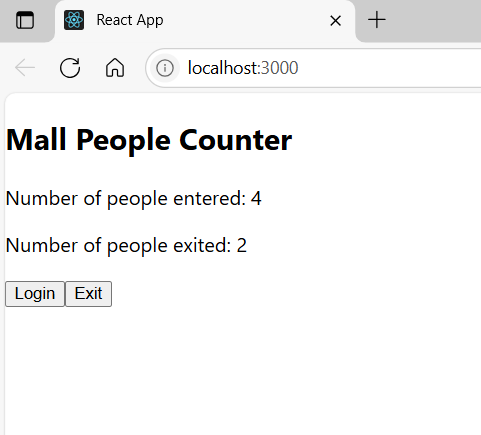 React App
localhost:3000
Mall People Counter
Number of people entered: 4
Number of people exited: 2
Login Exit